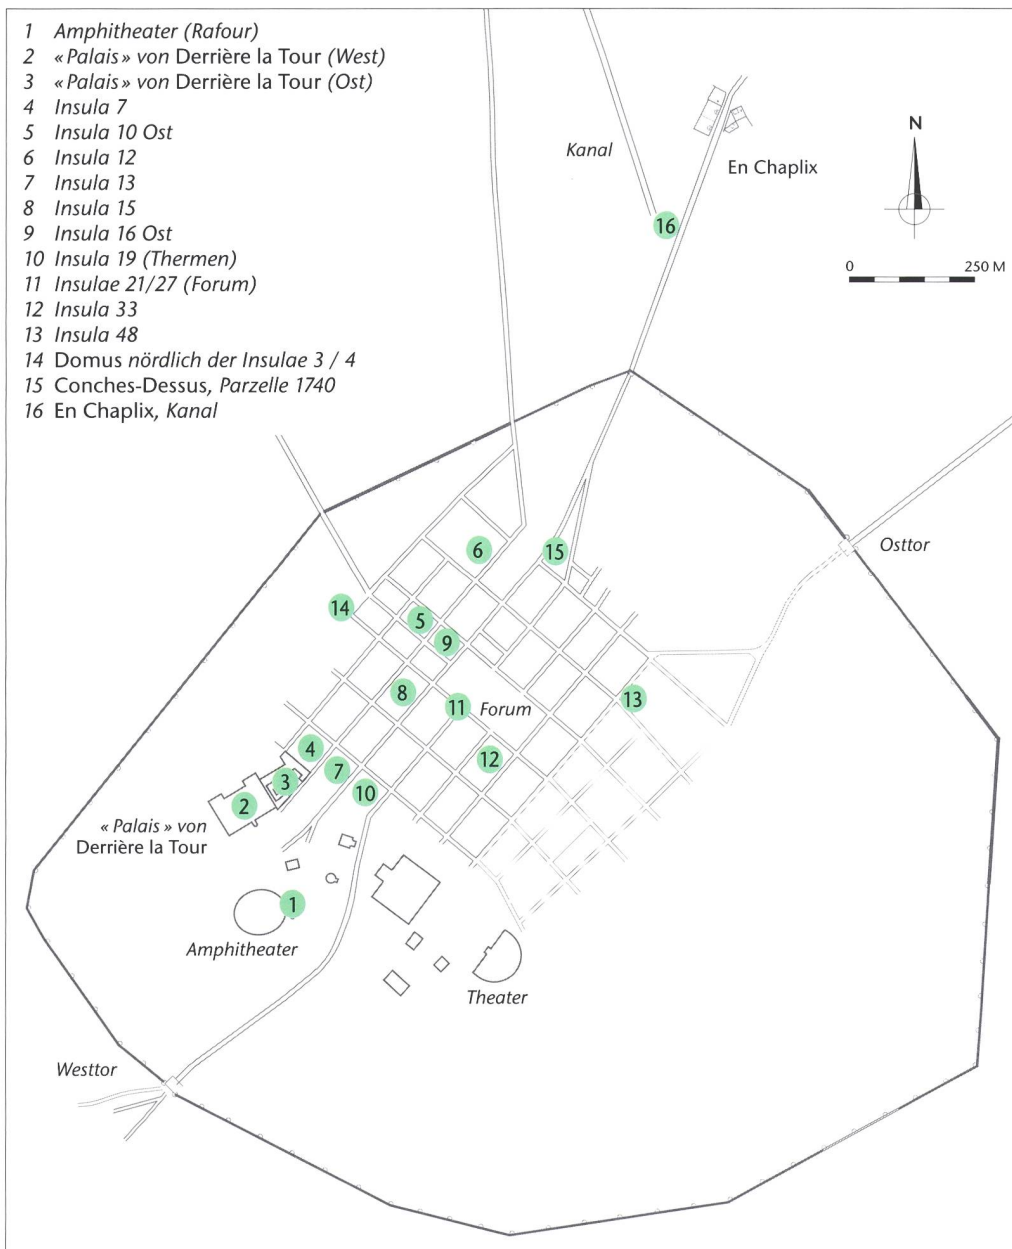 1 Amphitheater (Rafour)
2 «Palais» von Derrière la Tour (West)
3 «Palais» von Derrière la Tour (Ost)
4 Insula 7
5 Insula 10 Ost
6 Insula 12
7 Insula 13
8 Insula 15
9 Insula 16 Ost
10 Insula 19 (Thermen)
11 Insulae 21/27 (Forum)
12 Insula 33
13 Insula 48
14 Domus nördlich der Insulae 3 / 4
15 Conches-Dessus, Parzelle 1740
16 En Chaplix, Kanal
Kanal
En Chaplix
N
0 250 M
16
Osttor
6
15
14
5
9
8
11
Forum
13
4
7
12
3
10
2
«Palais» von
Derrière la Tour
1
Amphitheater
Theater
Westtor